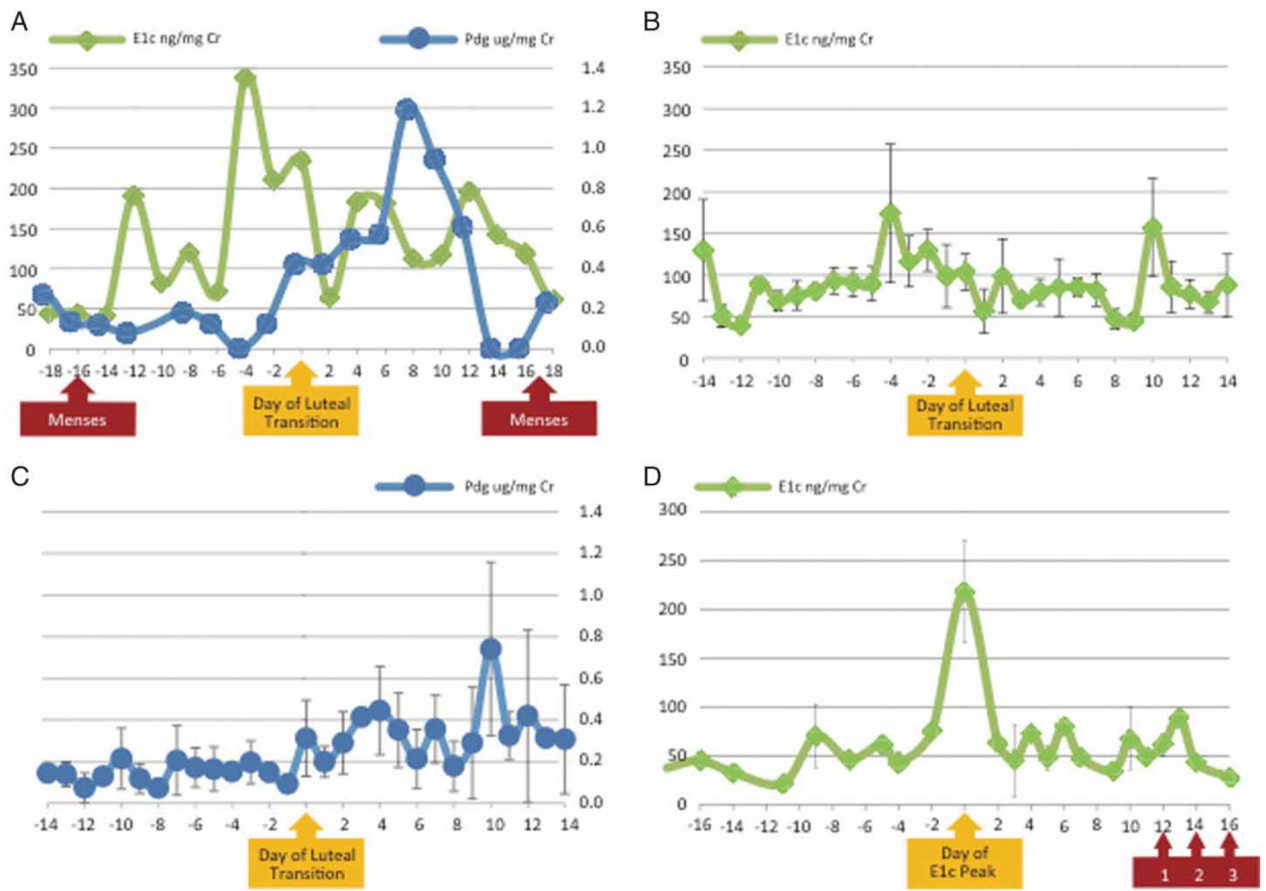 A
E1c ng/mg Cr
Pdg ug/mg Cr
350
300
250
200
150
100
50
0
1.4
1.2
1.0
0.8
0.6
0.4
0.2
0.0
-18 -16 -14 -12 -10 -8 -6 -4 -2 2 4 6 8 10 12 14 16 18
Menses
Day of Luteal
Transition
Menses
B
E1c ng/mg Cr
350
300
250
200
150
100
50
0
-14 -12 -10 -8 -6 -4 -2 2 4 6 8 10 12 14
Day of Luteal
Transition
C
Pdg ug/mg Cr
1.4
1.2
1.0
0.8
0.6
0.4
0.2
0.0
-14 -12 -10 -8 -6 -4 -2 2 4 6 8 10 12 14
Day of Luteal
Transition
D
E1c ng/mg Cr
300
250
200
150
100
50
0
-16 -14 -12 -10 -8 -6 -4 -2 2 4 6 8 10 12 14 16
Day of
E1c Peak
1 2 3